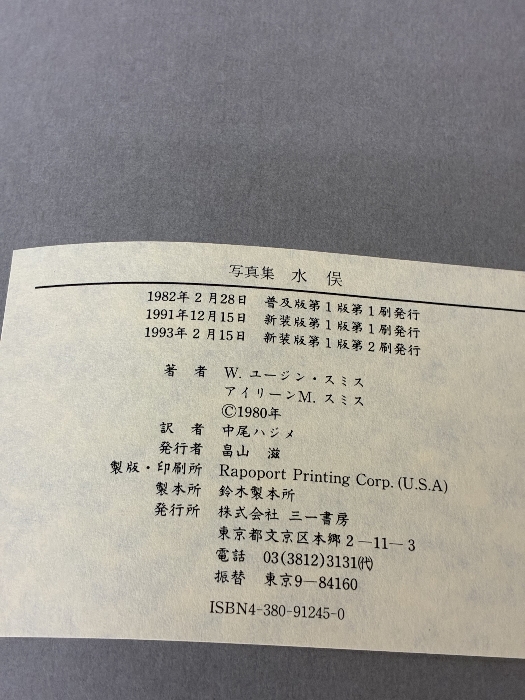 写真集 水俣
1982年2月28日 普及版第1版第1刷発行
1991年12月15日 新装版第1版第1刷発行
1993年2月15日 新装版第1版第2刷発行
著者 W. ユージン・スミス
アイリーンM. スミス
©1980年
訳者 中尾ハジメ
発行者 畠山 滋
製版・印刷所 Rapoport Printing Corp. (U.S.A)
製本所 鈴木製本所
発行所 株式会社 三一書房
東京都文京区本郷2—11—3
電話 03(3812)3131㈹
振替 東京9—84160
ISBN4-380-91245-0